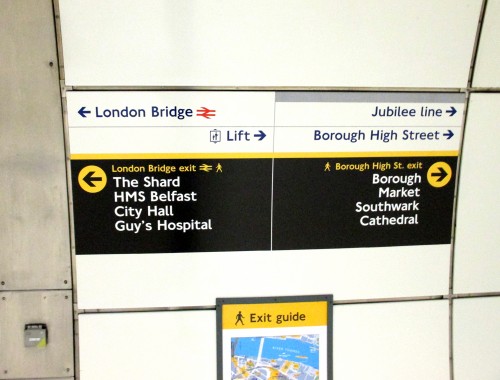 London Bridge
Lift
London Bridge exit
The Shard
HMS Belfast
City Hall
Guy's Hospital
Jubilee line
Borough High Street
Borough High St. exit
Borough
Market
Southwark
Cathedral
Exit guide